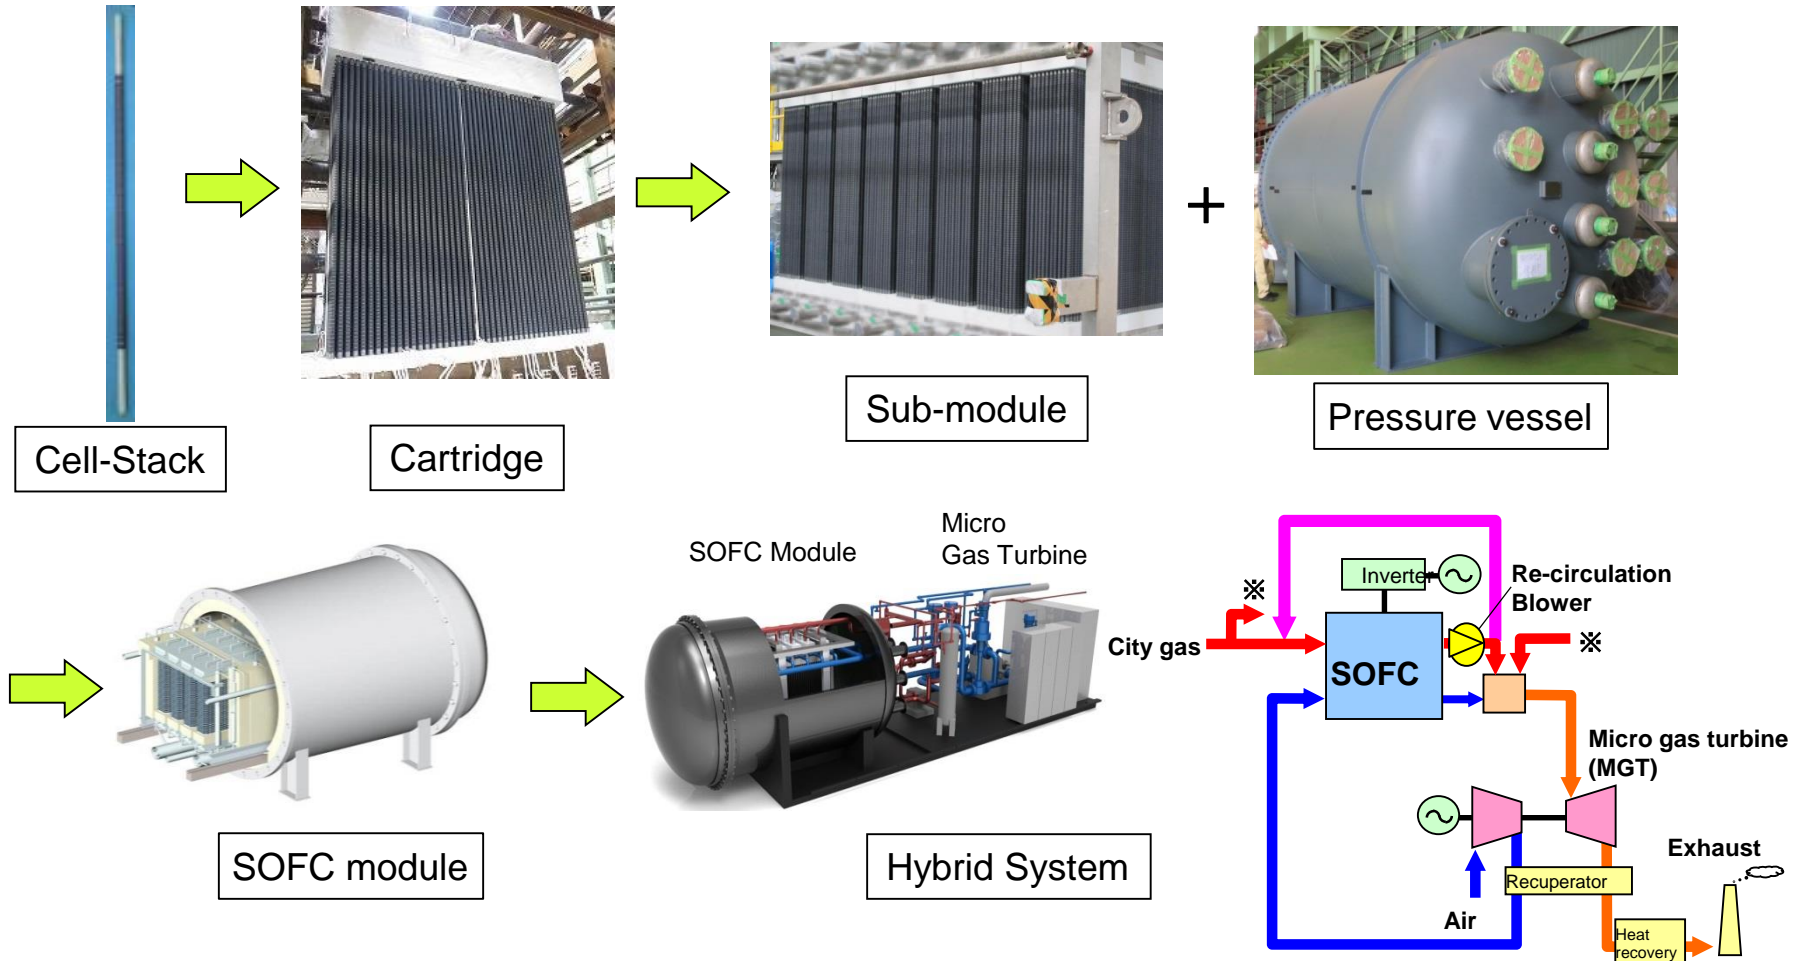 Cell-Stack
Cartridge
Sub-module
Pressure vessel
SOFC module
SOFC Module
Micro
Gas Turbine
Hybrid System
Inverter
Re-circulation
Blower
※
※
City gas
SOFC
Micro gas turbine
(MGT)
Exhaust
Recuperator
Air
Heat
recovery